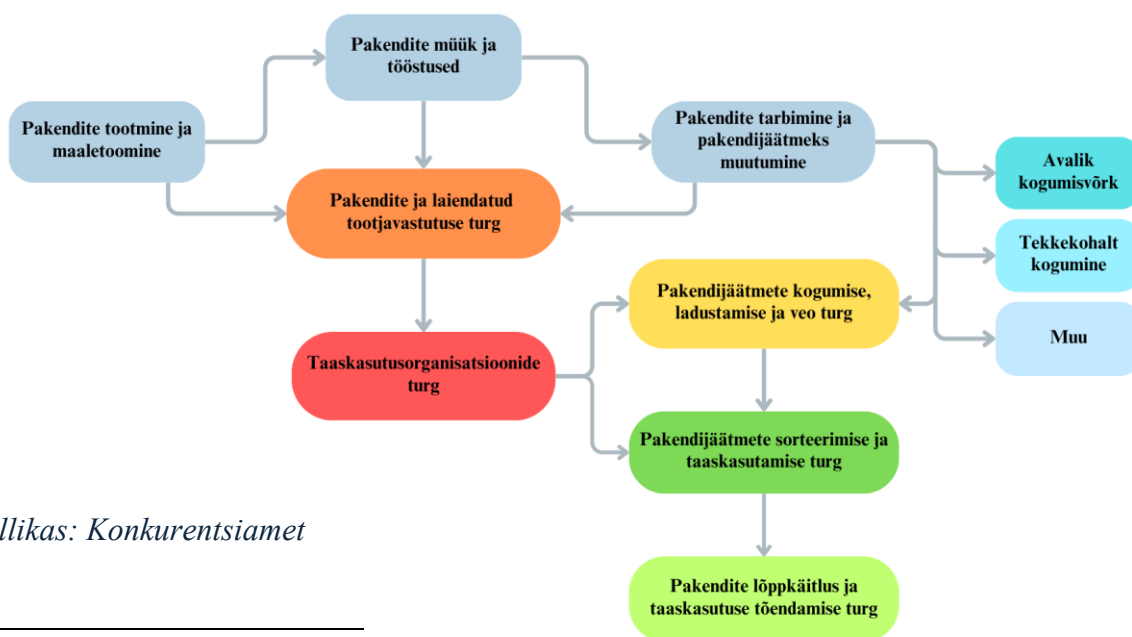 Pakendite müük ja
tööstused
Pakendite tootmine ja
maaletoomine
Pakendite tarbimine ja
pakendijäätmeks
muutumine
Avalik
kogumisvõrk
Pakendite ja laiendatud
tootjavastutuse turg
Tekkekohalt
kogumine
Pakendijäätmete kogumise,
ladustamise ja veo turg
Muu
Taaskasutusorganisatsioonide
turg
Pakendijäätmete sorteerimise ja
taaskasutamise turg
llikas: Konkurentsiamet
Pakendite lõppkäitlus ja
taaskasutuse tõendamise turg